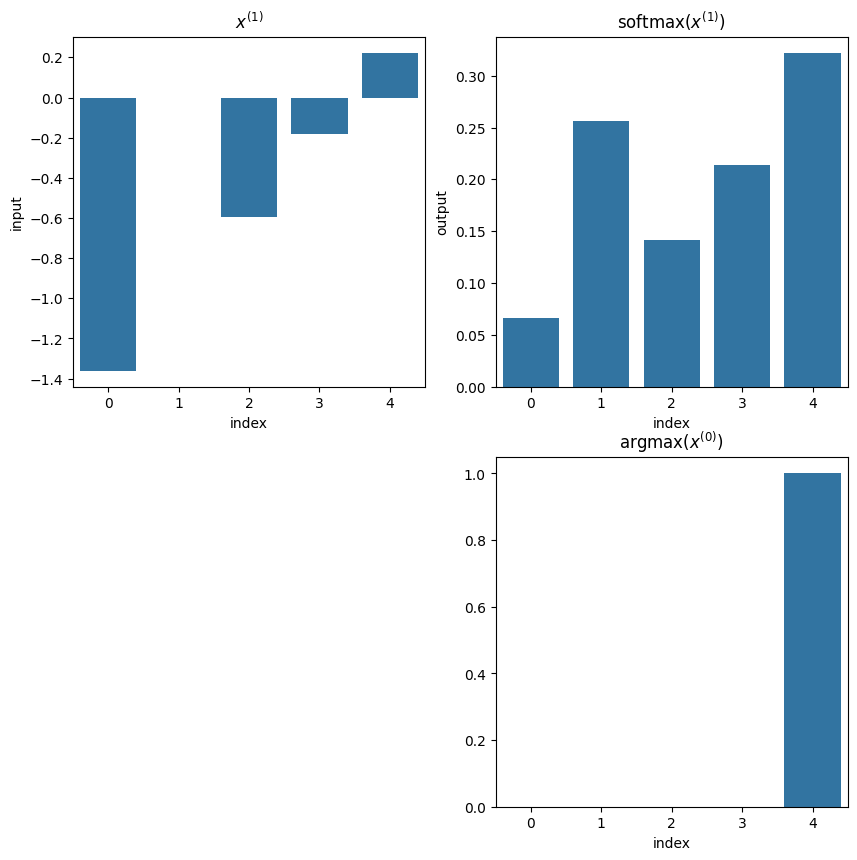 x^(1)
0.2
0.0
−0.2
−0.4
−0.6
−0.8
−1.0
−1.2
−1.4
input
0 1 2 3 4
index
softmax(x^(1))
0.30
0.25
0.20
0.15
0.10
0.05
0.00
output
0 1 2 3 4
index
argmax(x^(0))
1.0
0.8
0.6
0.4
0.2
0.0
0 1 2 3 4
index